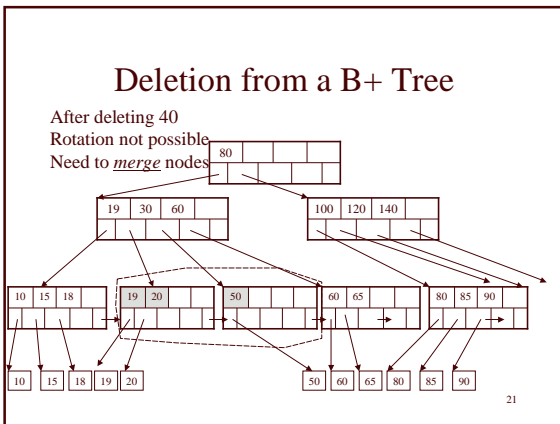 Deletion from a B+ Tree
After deleting 40
Rotation not possible
Need to merge nodes
80
19 30 60
100 120 140
10 15 18
19 20
50
60 65
80 85 90
10 15 18 19 20 50 60 65 80 85 90
21